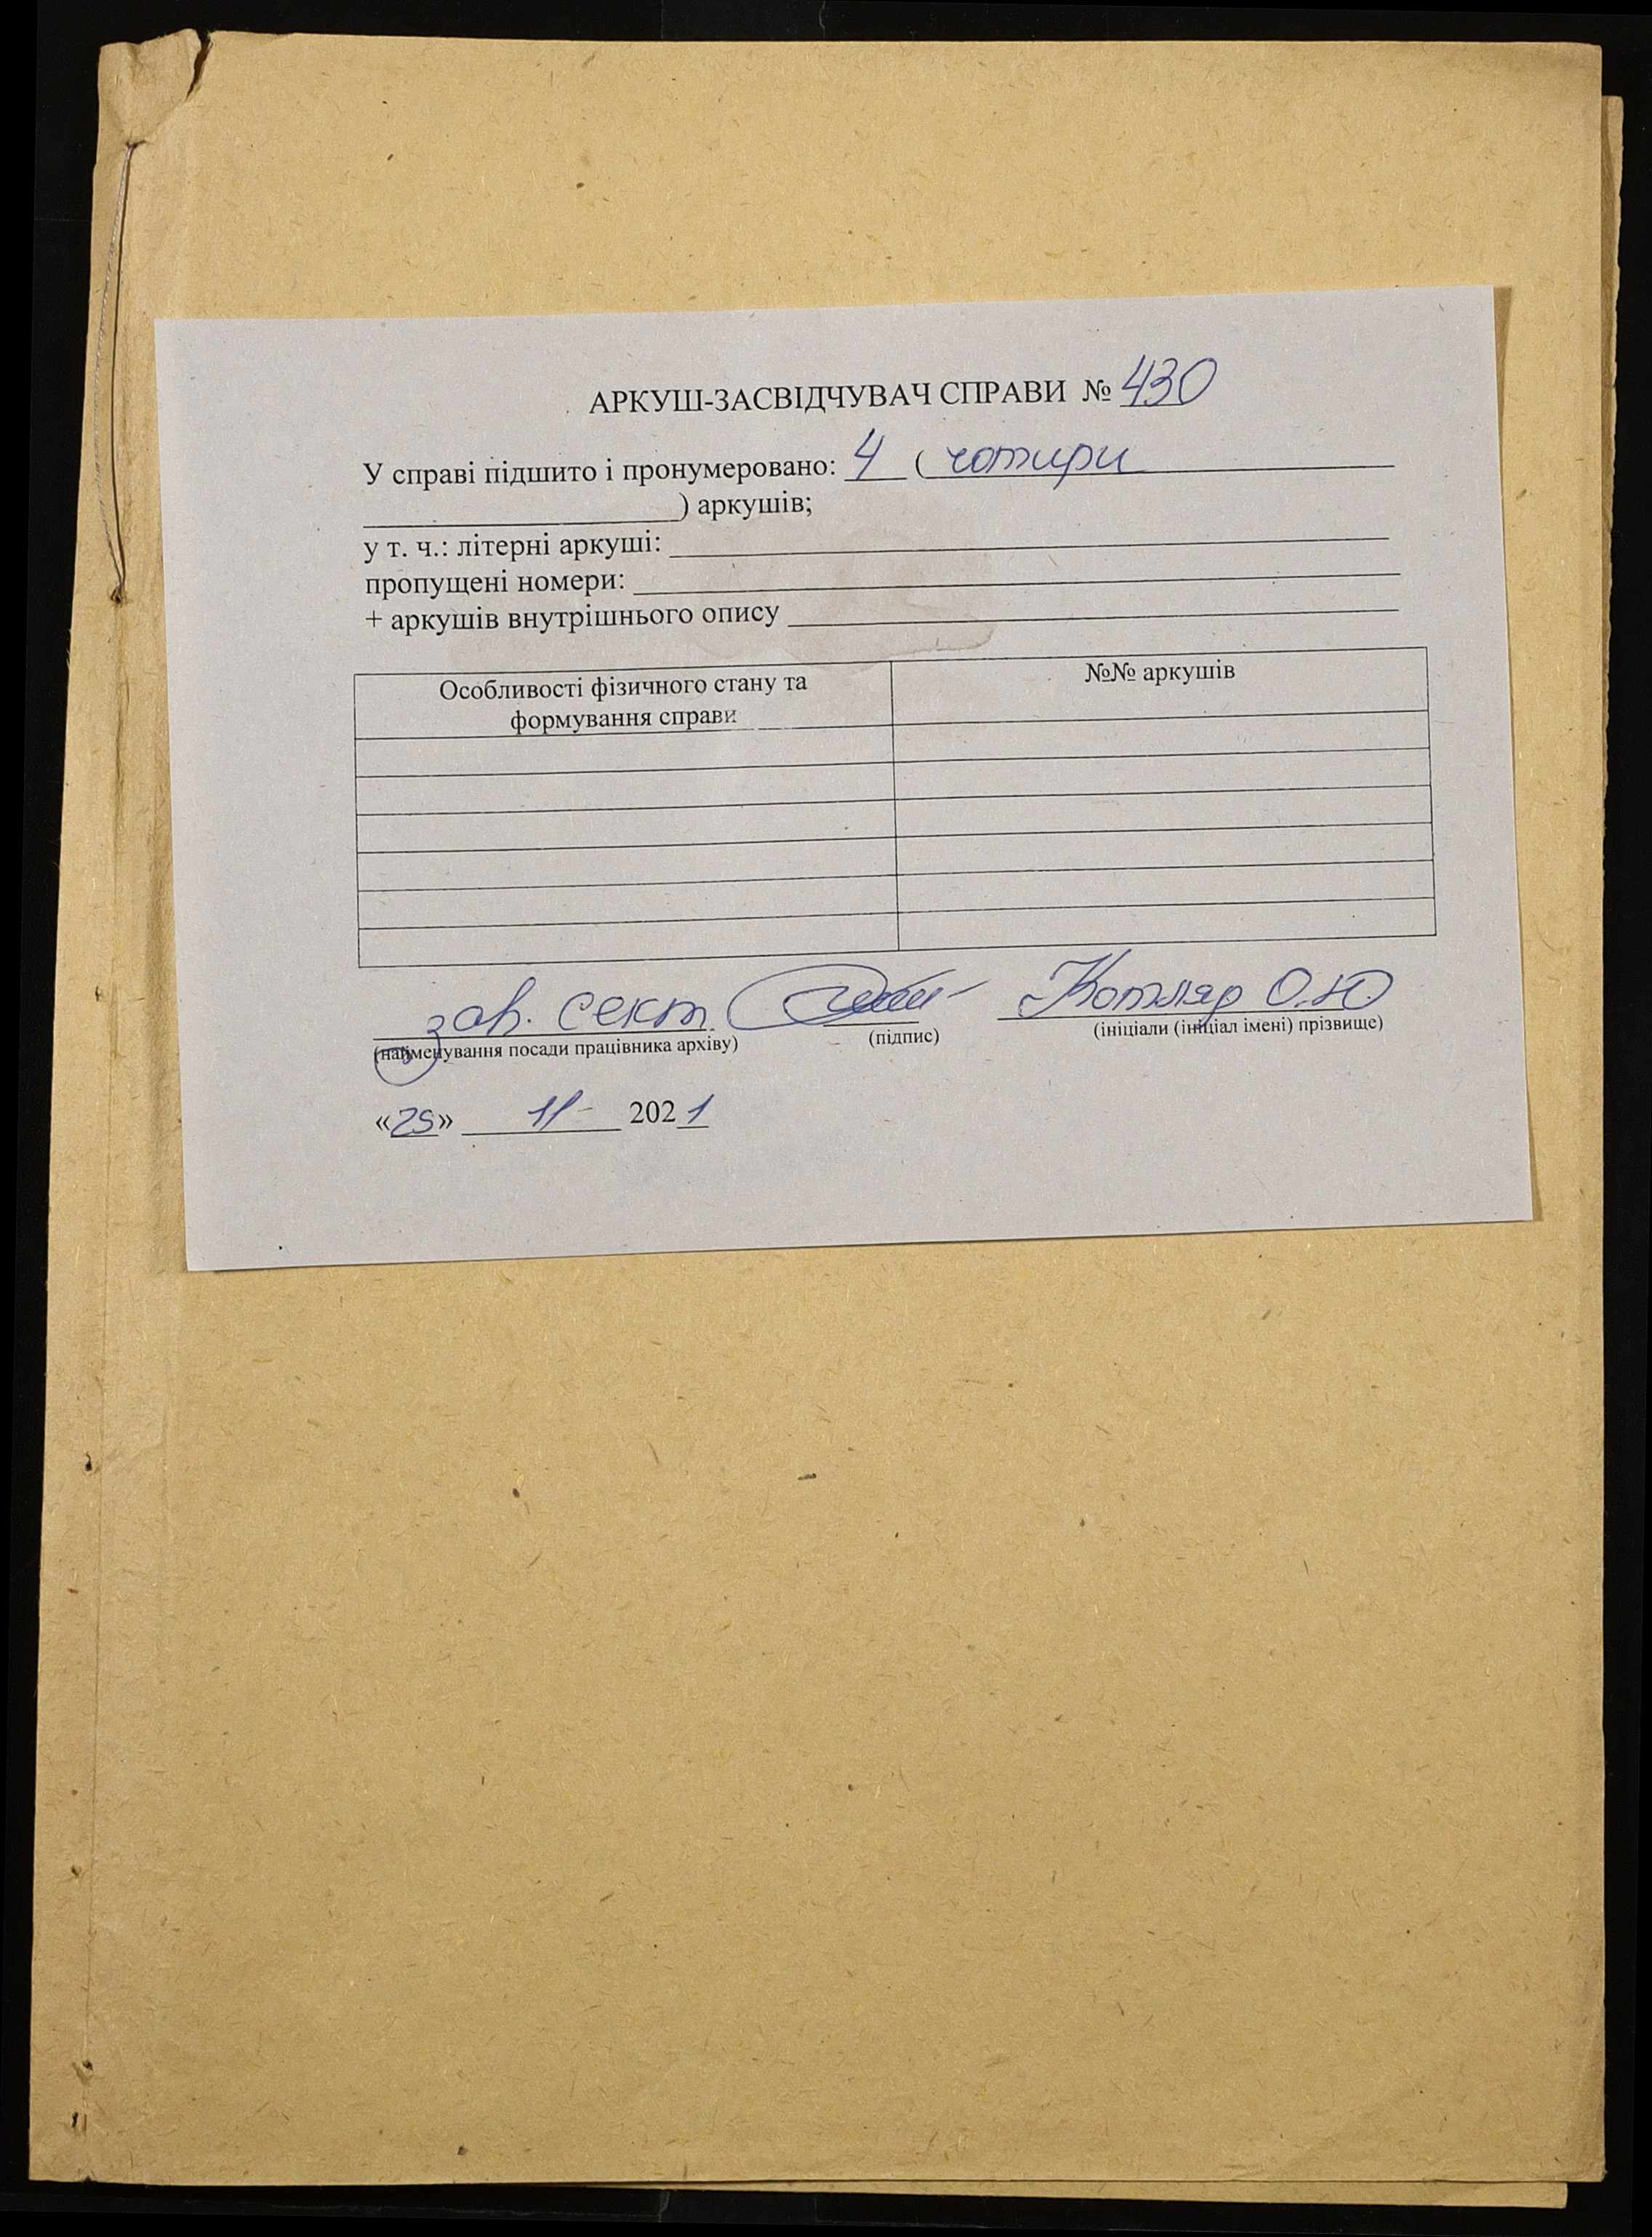 АРКУШ-ЗАСВІДЧУВАЧ СПРАВИ № 430
У справі підшито і пронумеровано: 4 ( чотири
) аркушів;
у т. ч.: літерні аркуші:
пропущені номери:
+ аркушів внутрішнього опису
Особливості фізичного стану та формування справи
№№ аркушів
зав. сект. Котляр О.Ю
(найменування посади працівника архіву) (підпис) (ініціали (ініціал імені) прізвище)
«25» 11- 2021